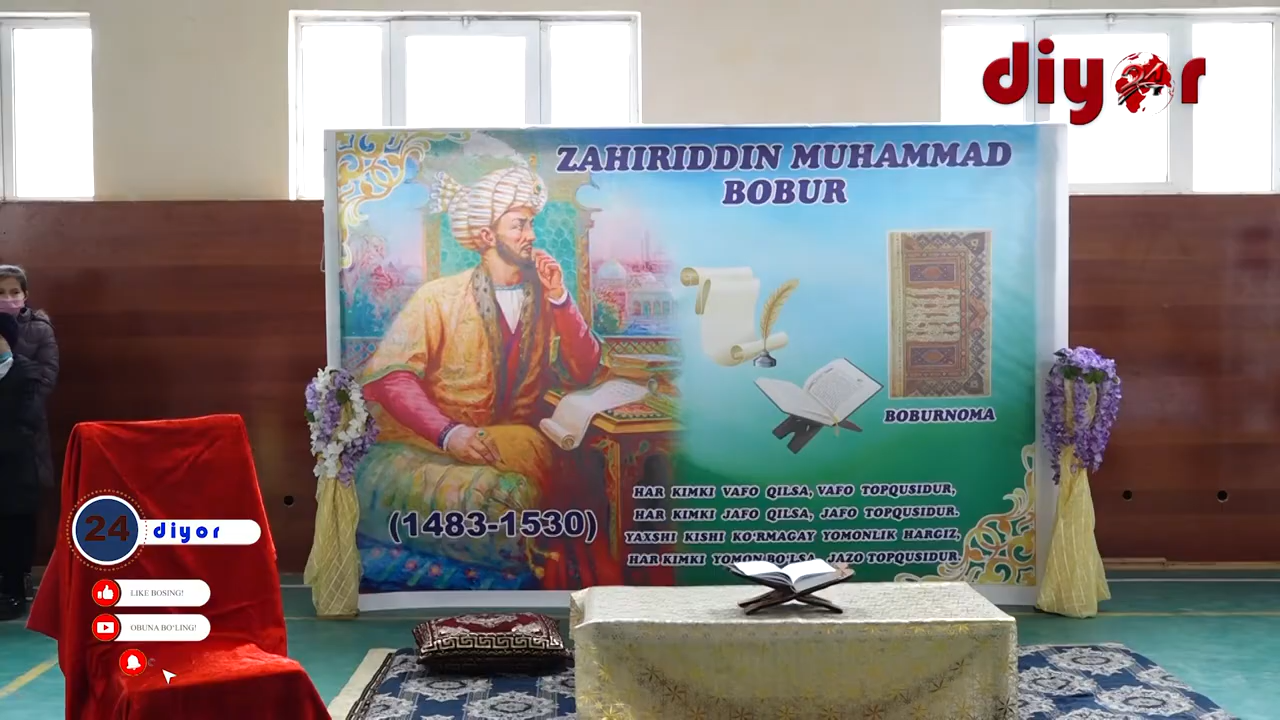 diy24r
ZAHIRIDDIN MUHAMMAD
BOBUR
BOBURNOMA
(1483-1530)
HAR KIMKI VAFO QILSA, VAFO TOPQUSIDUR,
HAR KIMKI JAFO QILSA, JAFO TOPQUSIDUR.
YAXSHI KISHI KO'RMAGAY YOMONLIK HARGIZ,
HAR KIMKI YOMON BO'LSA, JAZO TOPQUSIDUR.
24 diyor
LIKE BOSING!
OBUNA BO'LING!